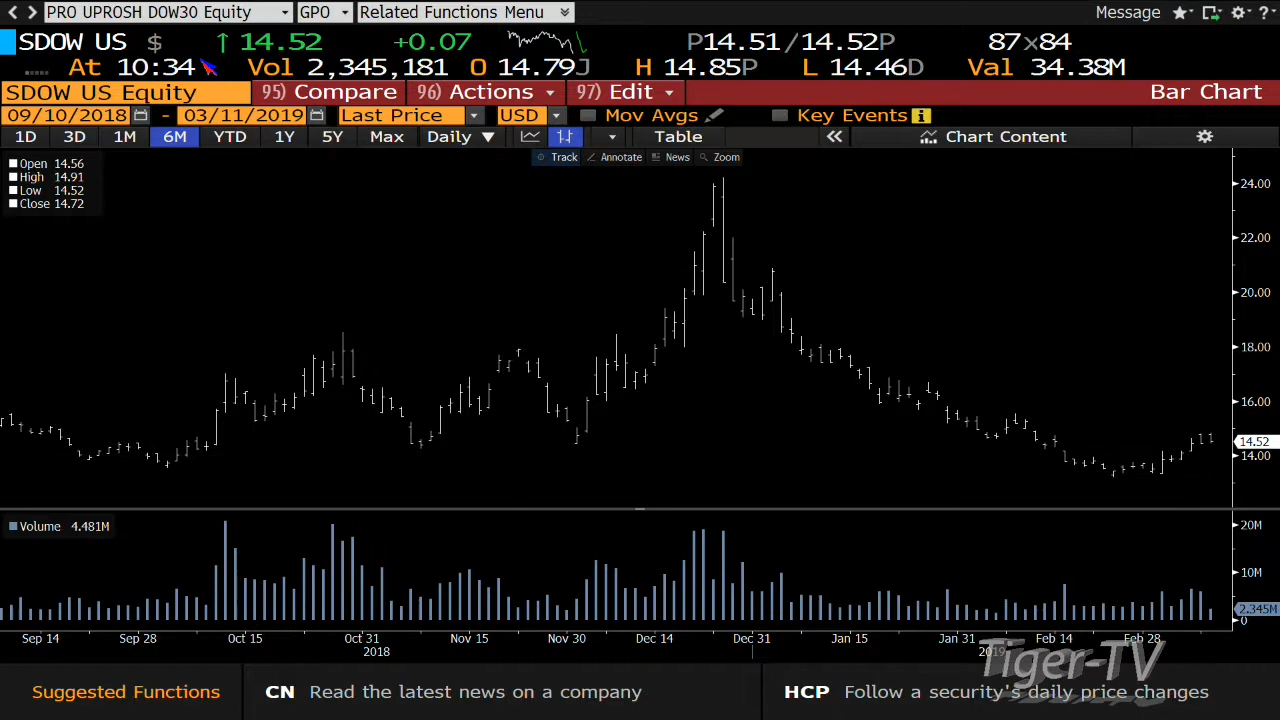 PRO UPROSH DOW30 Equity GPO Related Functions Menu Message ?
SDOW US $ ↑ 14.52 +0.07 P14.51/14.52P 87x84
At 10:34 Vol 2,345,181 O 14.79J H 14.85P L 14.46D Val 34.38M
SDOW US Equity 95) Compare 96) Actions 97) Edit Bar Chart
09/10/2018 - 03/11/2019 Last Price USD Mov Avgs Key Events i
1D 3D 1M 6M YTD 1Y 5Y Max Daily ▼ Table « Chart Content
Track Annotate News Zoom
Open 14.56
High 14.91
Low 14.52
Close 14.72
24.00
22.00
20.00
18.00
16.00
14.52
14.00
Volume 4.481M
20M
10M
2.345M
0
Sep 14 Sep 28 Oct 15 Oct 31 Nov 15 Nov 30 Dec 14 Dec 31 Jan 15 Jan 31 Feb 14 Feb 28
2018 2019
Tiger-TV
Suggested Functions CN Read the latest news on a company HCP Follow a security's daily price changes